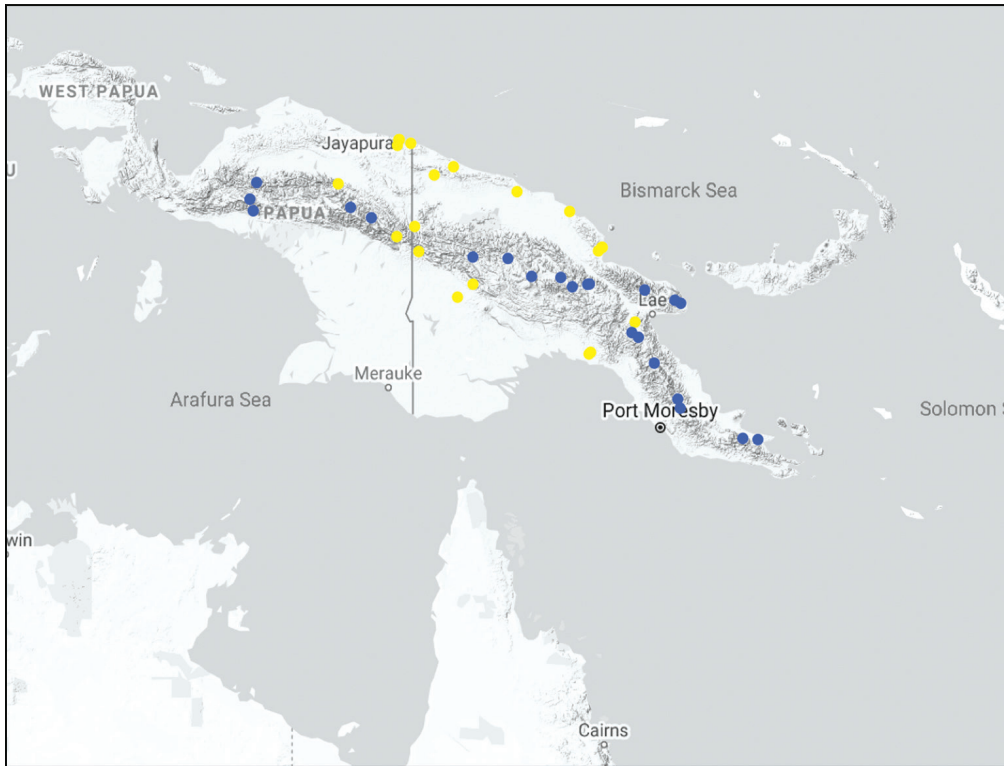 WEST PAPUA
Jayapura
U
Bismarck Sea
PAPUA
Lae
Merauke
Arafura Sea
Port Moresby
Solomon S
win
Cairns